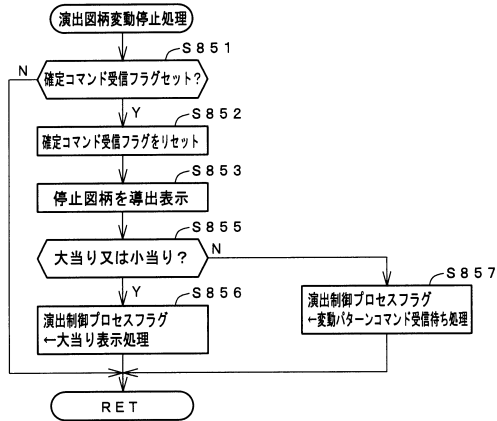 演出図柄変動停止処理
S851
確定コマンド受信フラグセット?
N
Y
S852
確定コマンド受信フラグをリセット
S853
停止図柄を導出表示
S855
大当り又は小当り?
N
Y
S856
演出制御プロセスフラグ
←大当り表示処理
S857
演出制御プロセスフラグ
←変動パターンコマンド受信待ち処理
RET